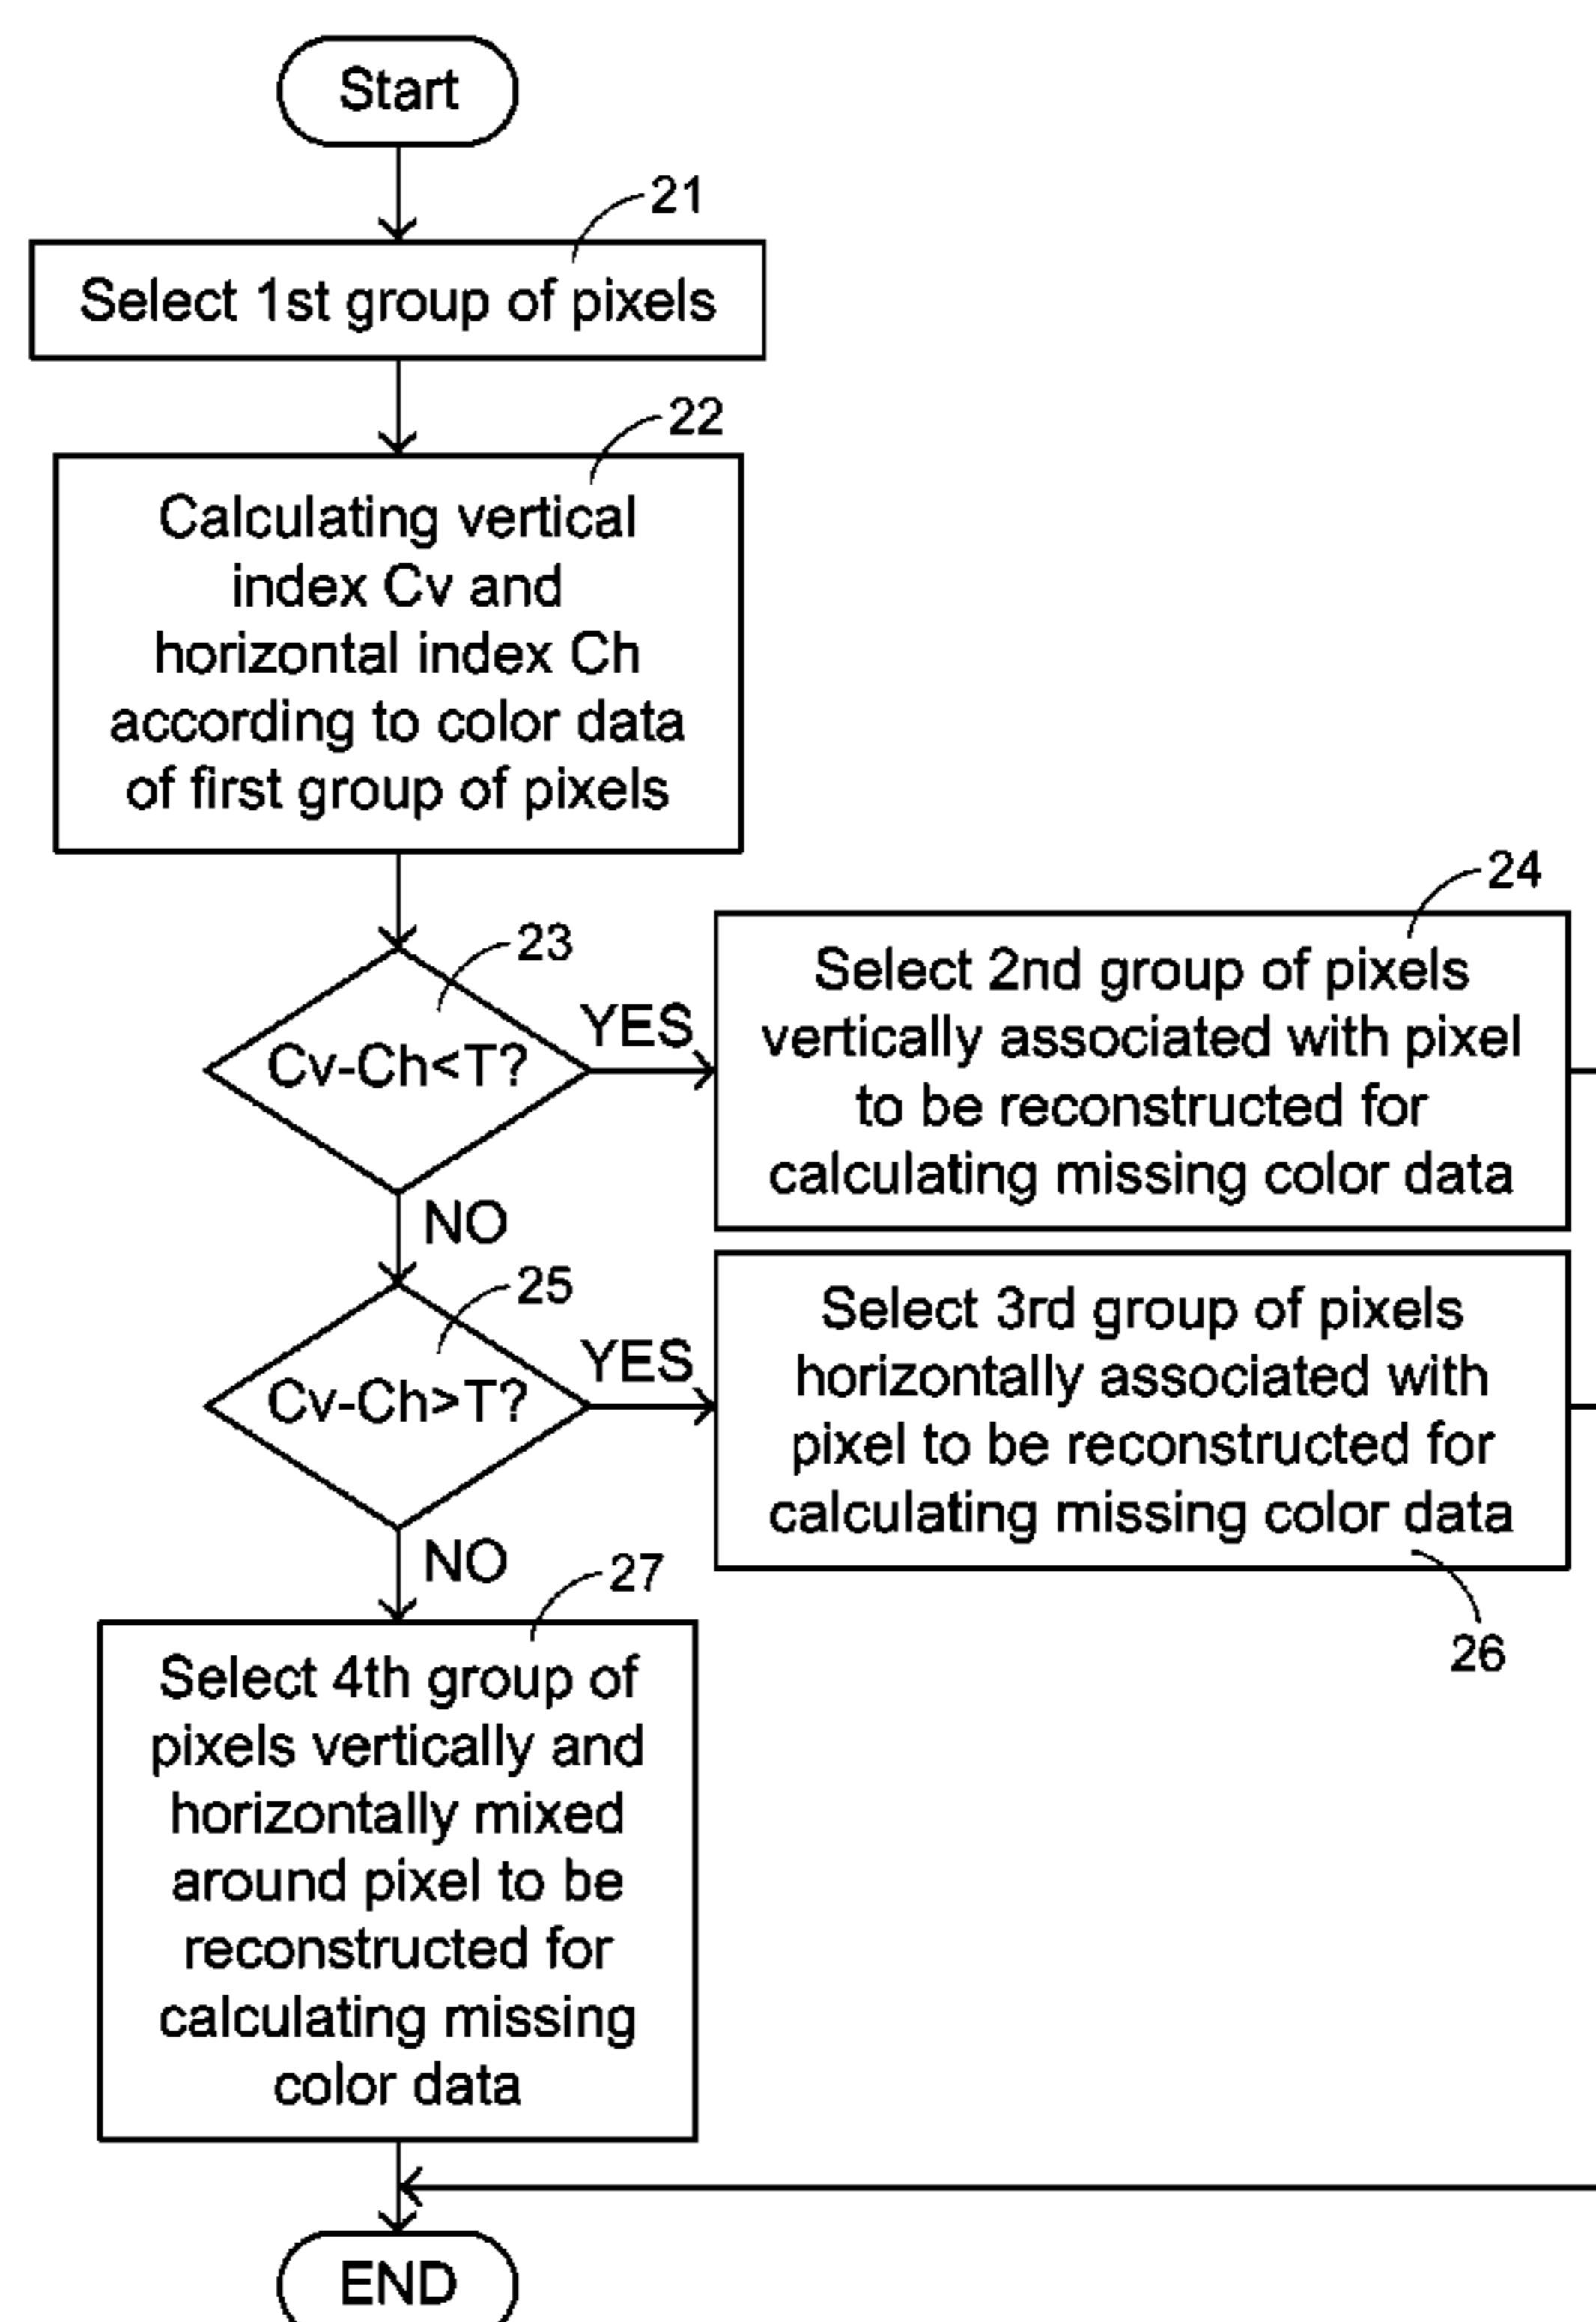 Start
21
Select 1st group of pixels
22
Calculating vertical
index Cv and
horizontal index Ch
according to color data
of first group of pixels
23
Cv-Ch<T?
YES
24
Select 2nd group of pixels
vertically associated with pixel
to be reconstructed for
calculating missing color data
NO
25
Cv-Ch>T?
YES
Select 3rd group of pixels
horizontally associated with
pixel to be reconstructed for
calculating missing color data
26
NO
27
Select 4th group of
pixels vertically and
horizontally mixed
around pixel to be
reconstructed for
calculating missing
color data
END